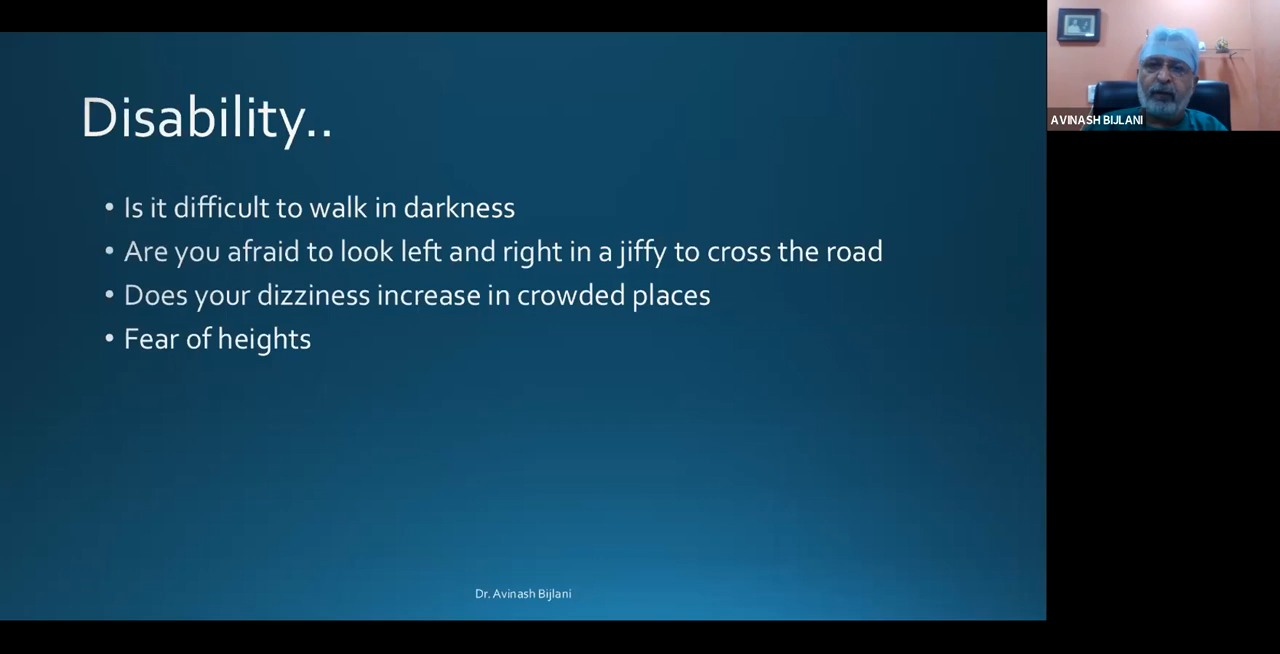 Disability..
• Is it difficult to walk in darkness
• Are you afraid to look left and right in a jiffy to cross the road
• Does your dizziness increase in crowded places
• Fear of heights
Dr. Avinash Bijlani
AVINASH BIJLANI